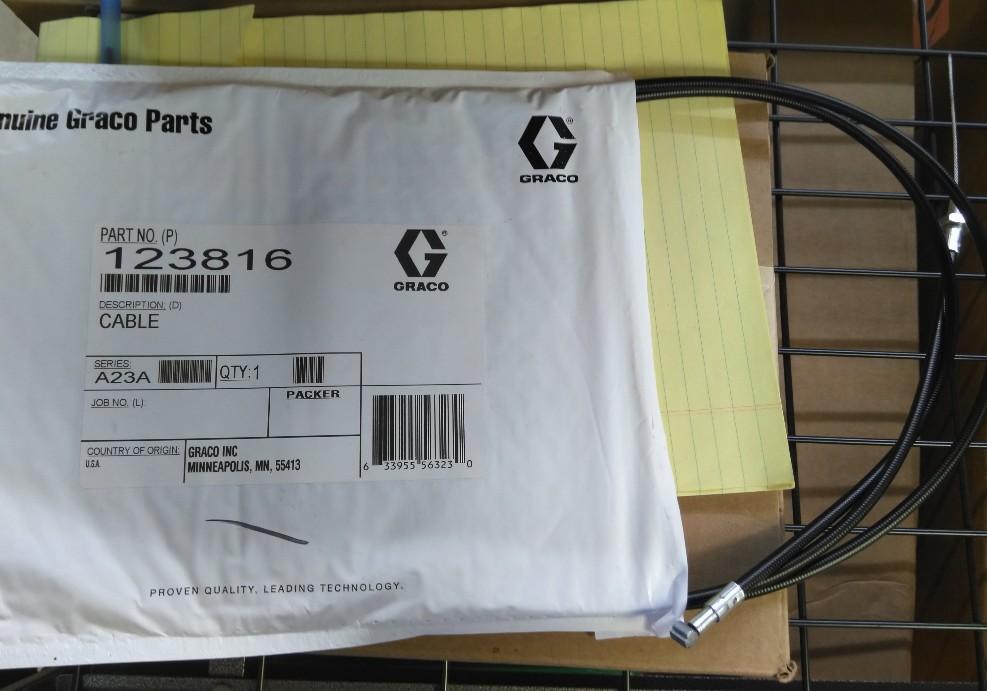 Graco Parts
GRACO
PART NO. (P)
123816
GRACO
DESCRIPTION: (D)
CABLE
SERIES:
A23A
QTY:1
PACKER
JOB NO. (L):
COUNTRY OF ORIGIN:
U.S.A.
GRACO INC
MINNEAPOLIS, MN, 55413
6 33955 56323 0
PROVEN QUALITY. LEADING TECHNOLOGY.